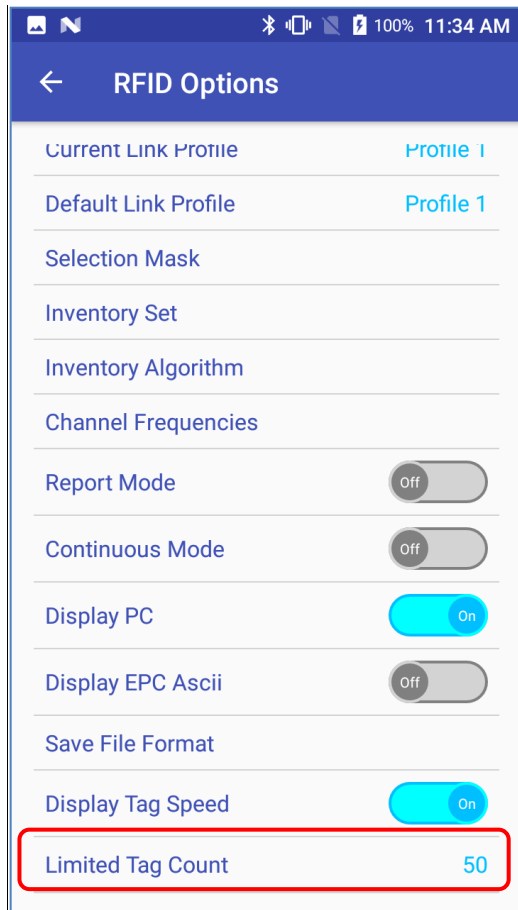 100% 11:34 AM
RFID Options
Current Link Profile Profile 1
Default Link Profile Profile 1
Selection Mask
Inventory Set
Inventory Algorithm
Channel Frequencies
Report Mode Off
Continuous Mode Off
Display PC On
Display EPC Ascii Off
Save File Format
Display Tag Speed On
Limited Tag Count 50